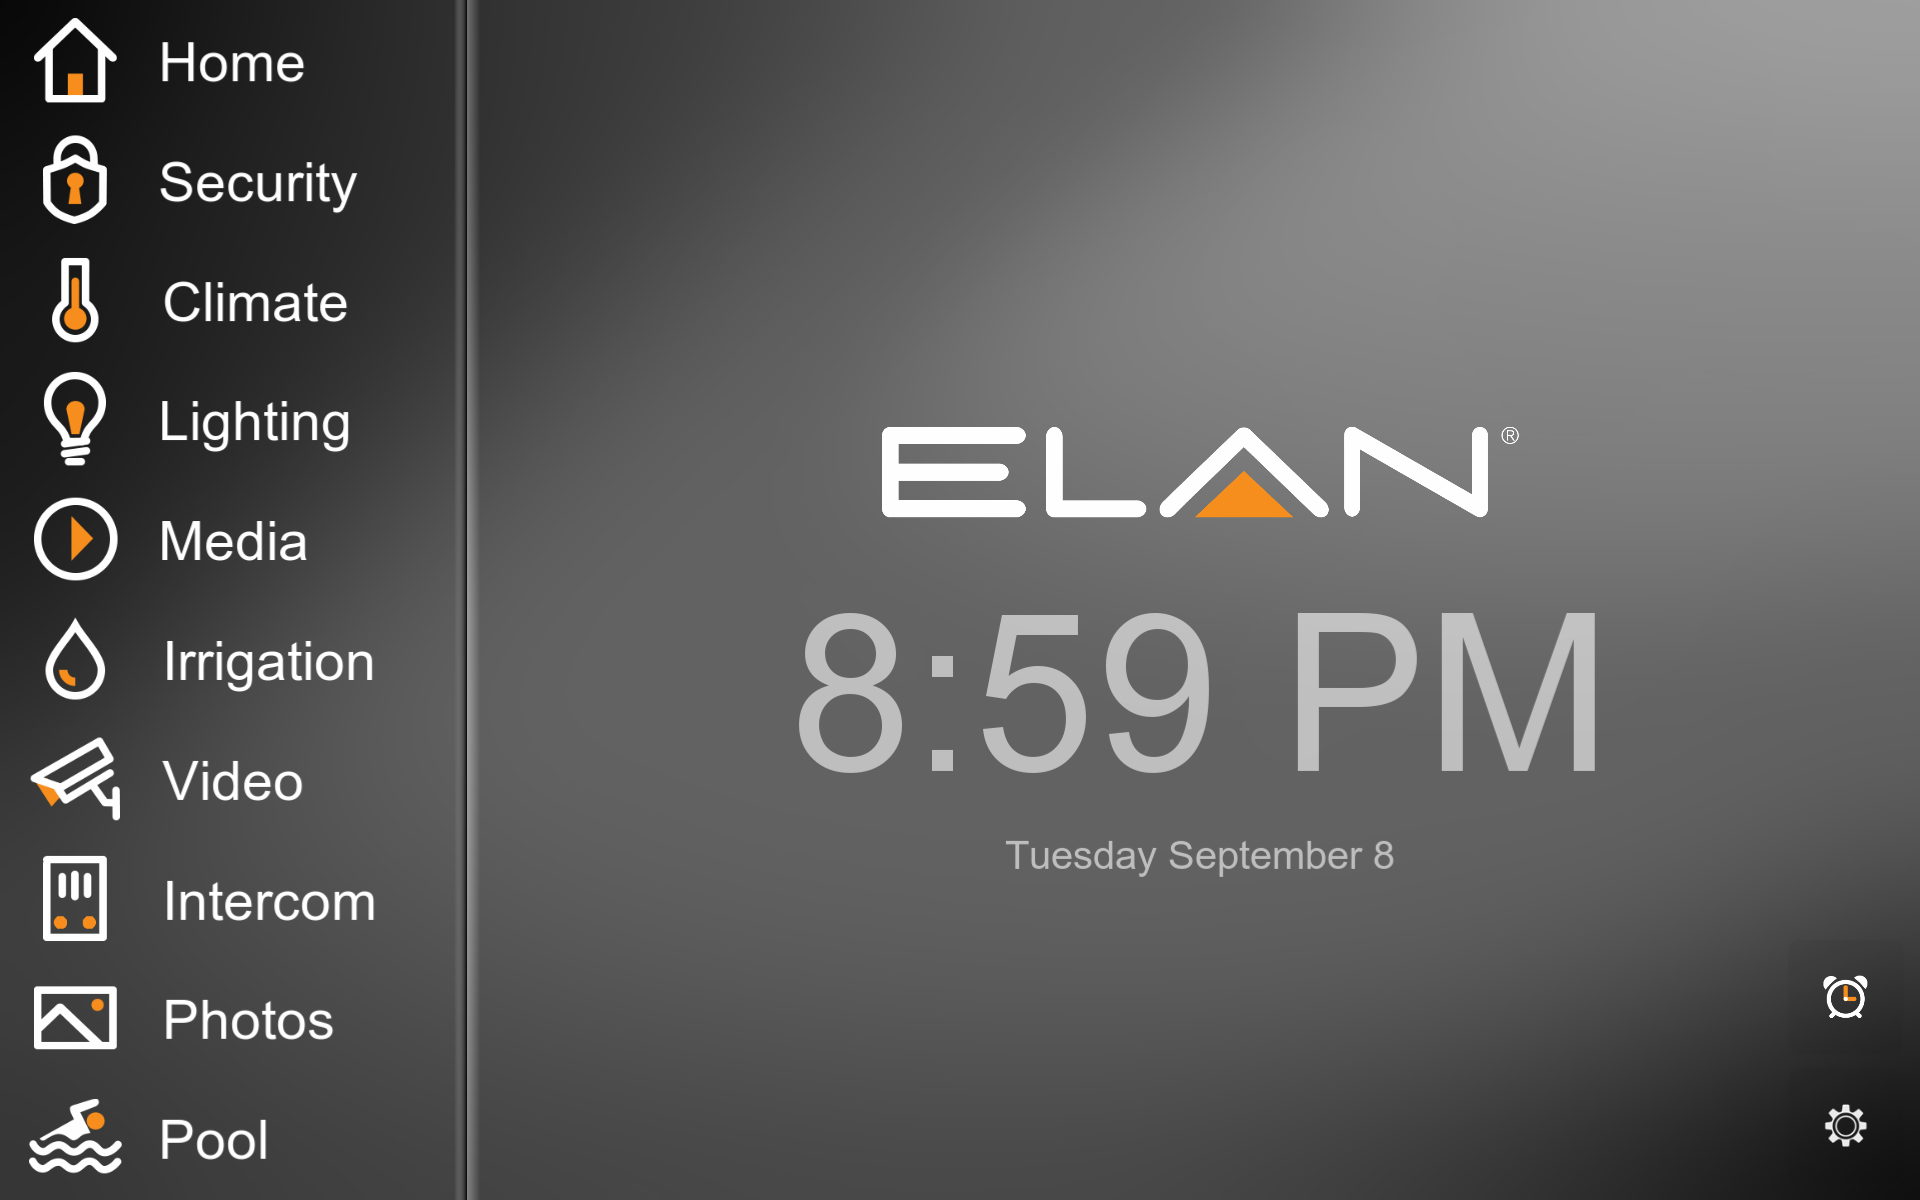 Home
Security
Climate
Lighting
Media
Irrigation
Video
Intercom
Photos
Pool
ELAN®
8:59 PM
Tuesday September 8